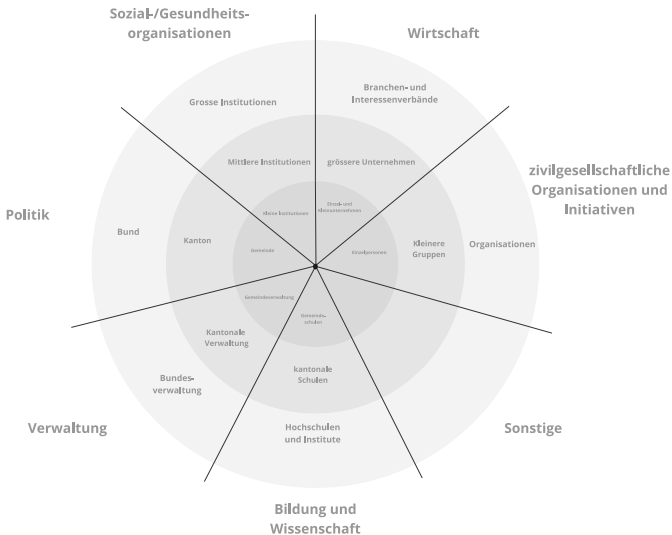 Sozial-/Gesundheits-
organisationen
Wirtschaft
Branchen- und
Interessenverbände
Grosse Institutionen
Mittlere Institutionen
grössere Unternehmen
zivilgesellschaftliche
Organisationen und
Initiativen
Politik
Kleine Institutionen
Einzel- und
Kleinunternehmen
Bund
Kanton
Gemeinde
Einzelpersonen
Kleinere
Gruppen
Organisationen
Gemeindeverwaltung
Gemeinde-
schulen
Kantonale
Verwaltung
kantonale
Schulen
Bundes-
verwaltung
Verwaltung
Hochschulen
und Institute
Sonstige
Bildung und
Wissenschaft